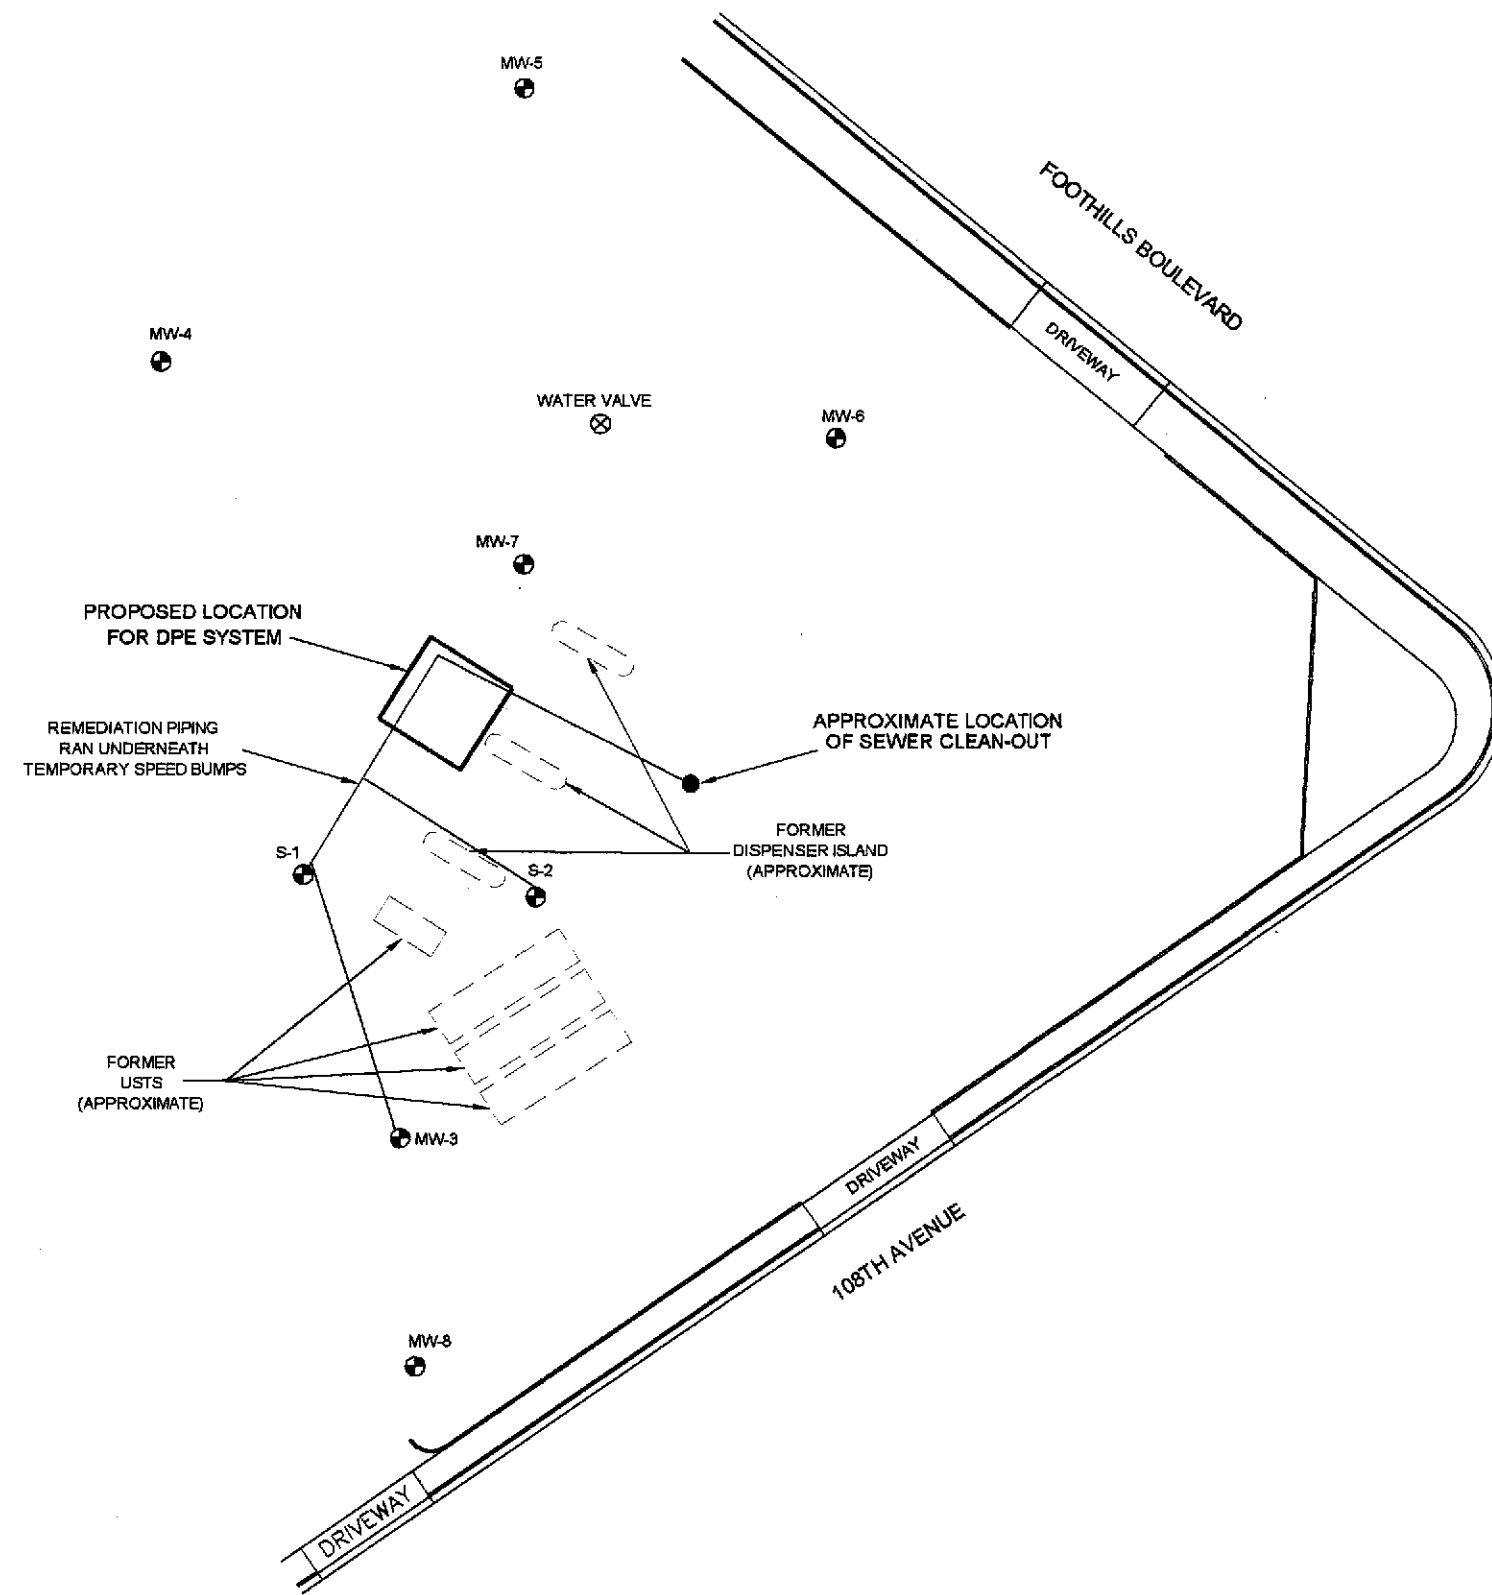 MW-5
FOOTHILLS BOULEVARD
MW-4
DRIVEWAY
WATER VALVE
MW-6
MW-7
PROPOSED LOCATION
FOR DPE SYSTEM
REMEDIATION PIPING
RAN UNDERNEATH
TEMPORARY SPEED BUMPS
APPROXIMATE LOCATION
OF SEWER CLEAN-OUT
FORMER
DISPENSER ISLAND
(APPROXIMATE)
S-1
S-2
FORMER
USTS
(APPROXIMATE)
MW-3
DRIVEWAY
108TH AVENUE
MW-8
DRIVEWAY